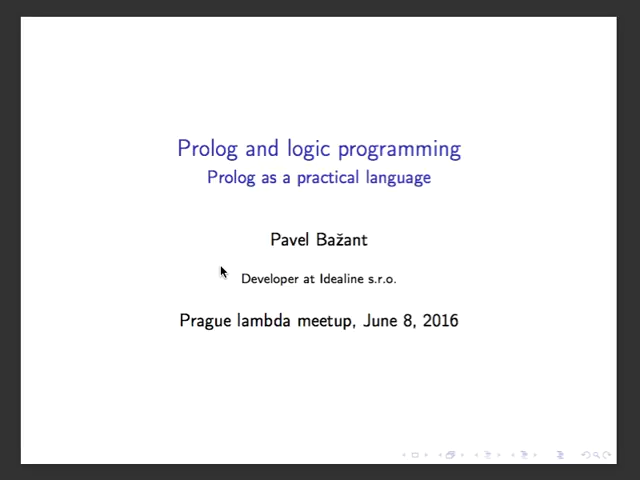 Prolog and logic programming
Prolog as a practical language
Pavel Bažant
Developer at Idealine s.r.o.
Prague lambda meetup, June 8, 2016